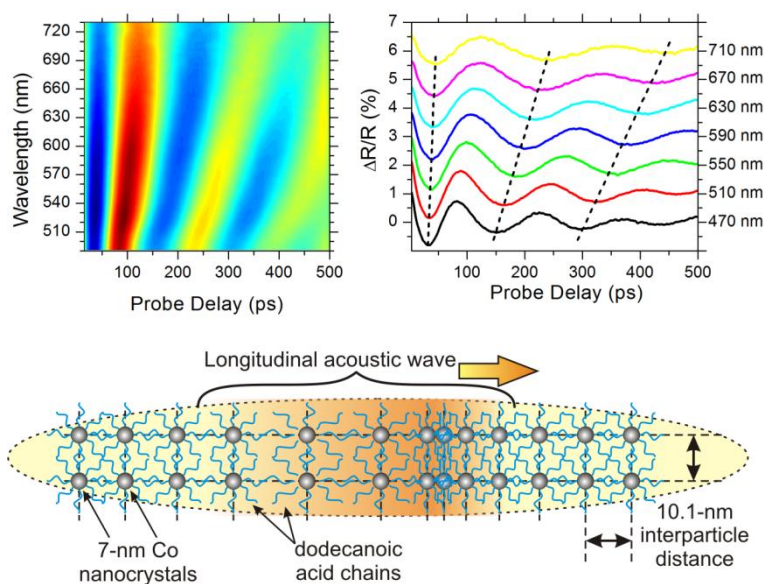 730
690
660
630
600
570
540
510
Wavelength (nm)
100 200 300 400 500
Probe Delay (ps)
7
6
5
4
3
2
1
0
ΔR/R (%)
710 nm
670 nm
630 nm
590 nm
550 nm
510 nm
470 nm
100 200 300 400 500
Probe Delay (ps)
Longitudinal acoustic wave
7-nm Co
nanocrystals
dodecanoic
acid chains
10.1-nm
interparticle
distance